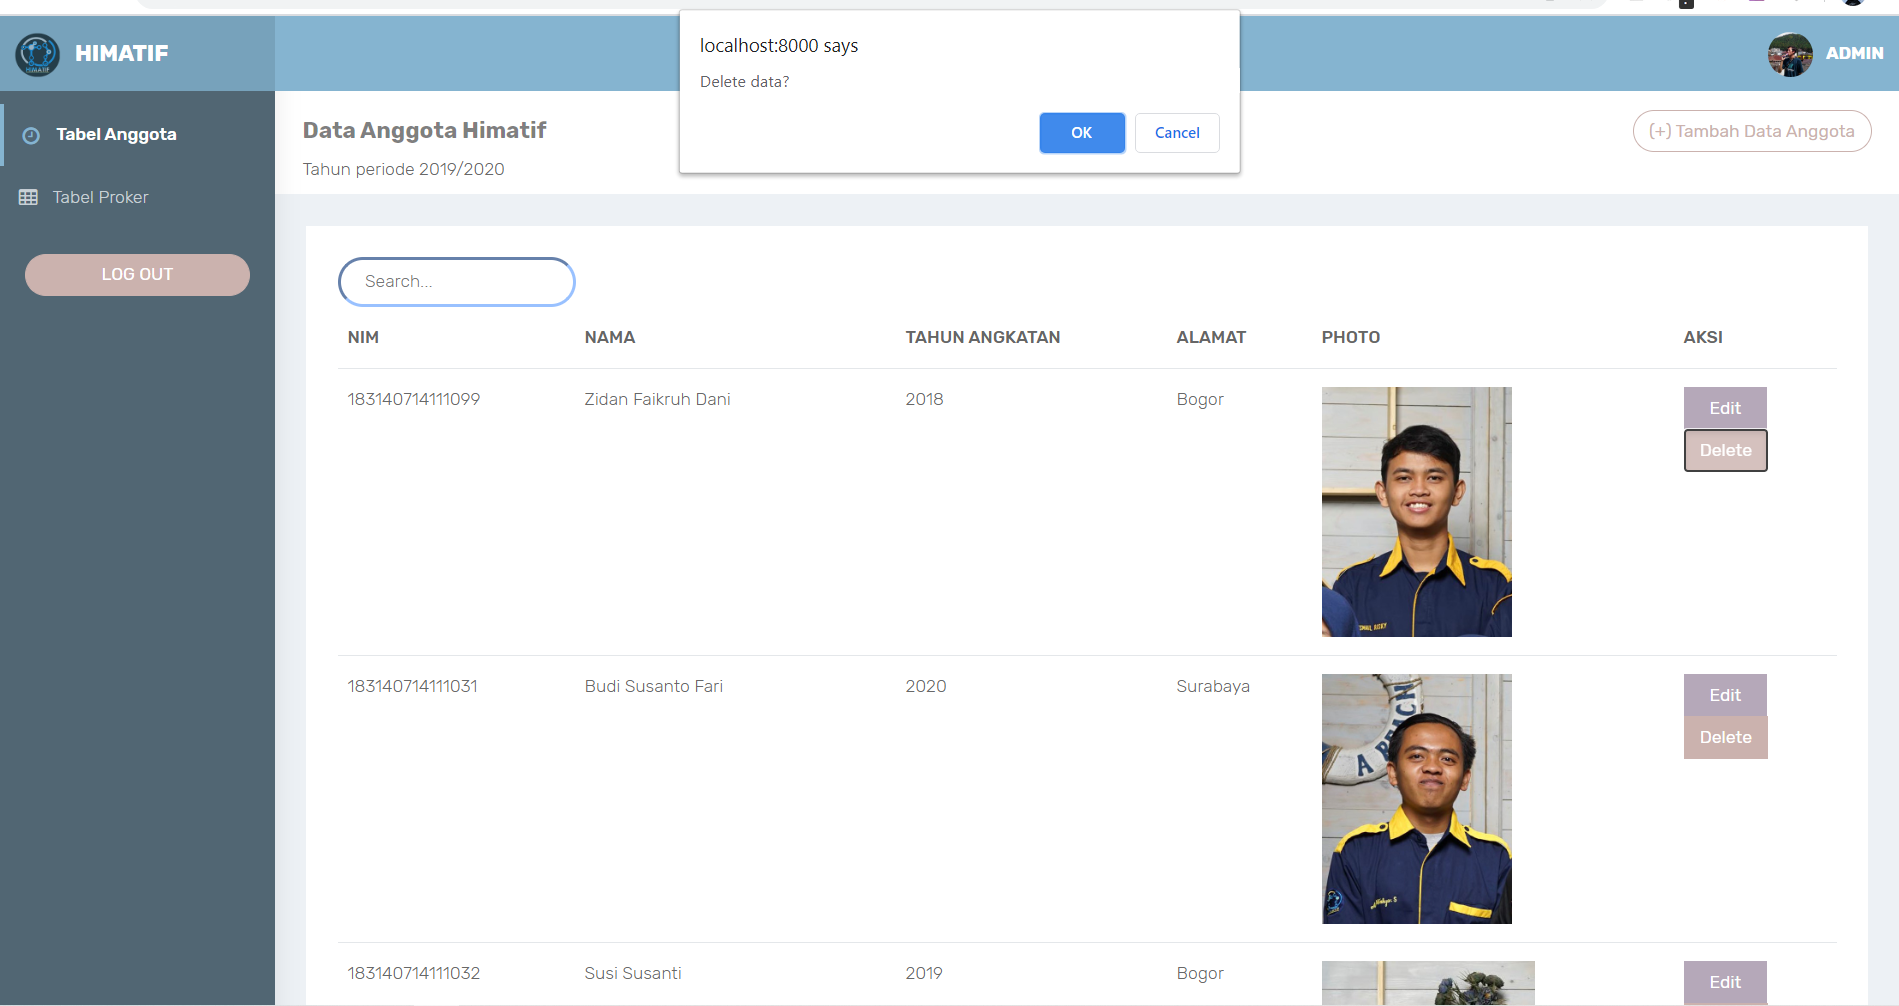 localhost:8000 says
Delete data?
OK
Cancel
HIMATIF
ADMIN
Tabel Anggota
Tabel Proker
LOG OUT
Data Anggota Himatif
Tahun periode 2019/2020
(+) Tambah Data Anggota
Search...
NIM NAMA TAHUN ANGKATAN ALAMAT PHOTO AKSI
183140714111099 Zidan Faikruh Dani 2018 Bogor Edit
Delete
183140714111031 Budi Susanto Fari 2020 Surabaya Edit
Delete
183140714111032 Susi Susanti 2019 Bogor Edit